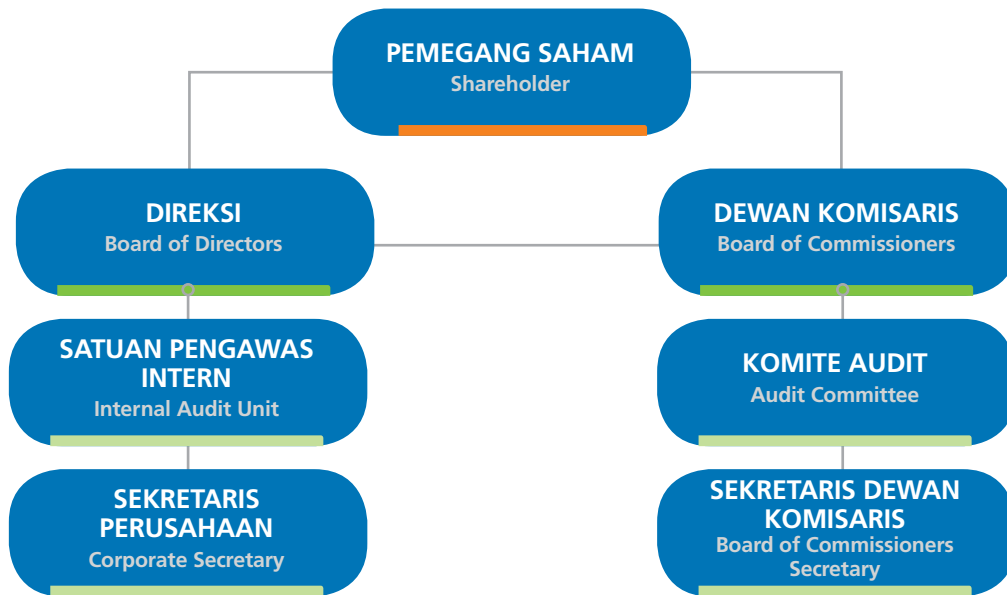 PEMEGANG SAHAM
Shareholder
DIREKSI
Board of Directors
DEWAN KOMISARIS
Board of Commissioners
SATUAN PENGAWAS
INTERN
Internal Audit Unit
KOMITE AUDIT
Audit Committee
SEKRETARIS
PERUSAHAAN
Corporate Secretary
SEKRETARIS DEWAN
KOMISARIS
Board of Commissioners
Secretary